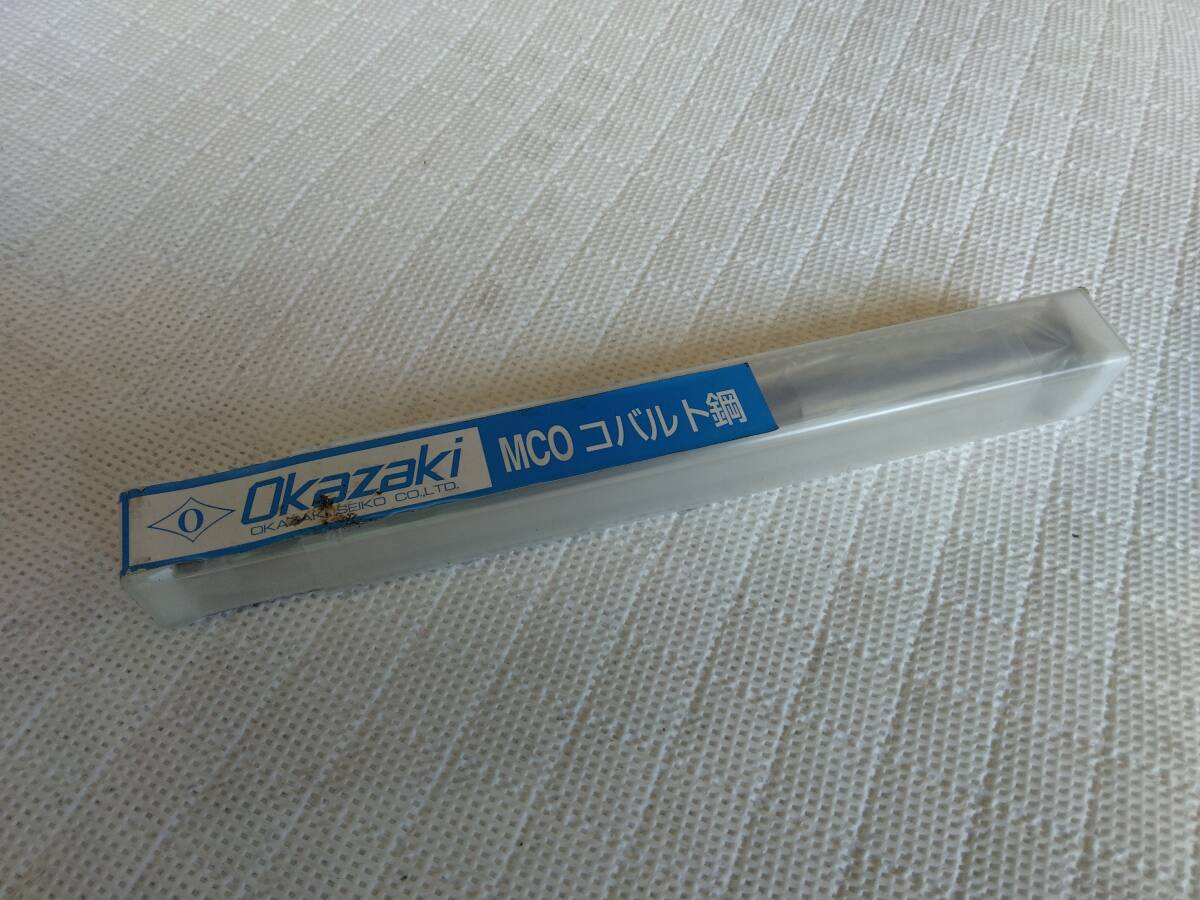 O
Okazaki
OKAZAKI SEIKO CO.,LTD.
MCO コバルト鋼